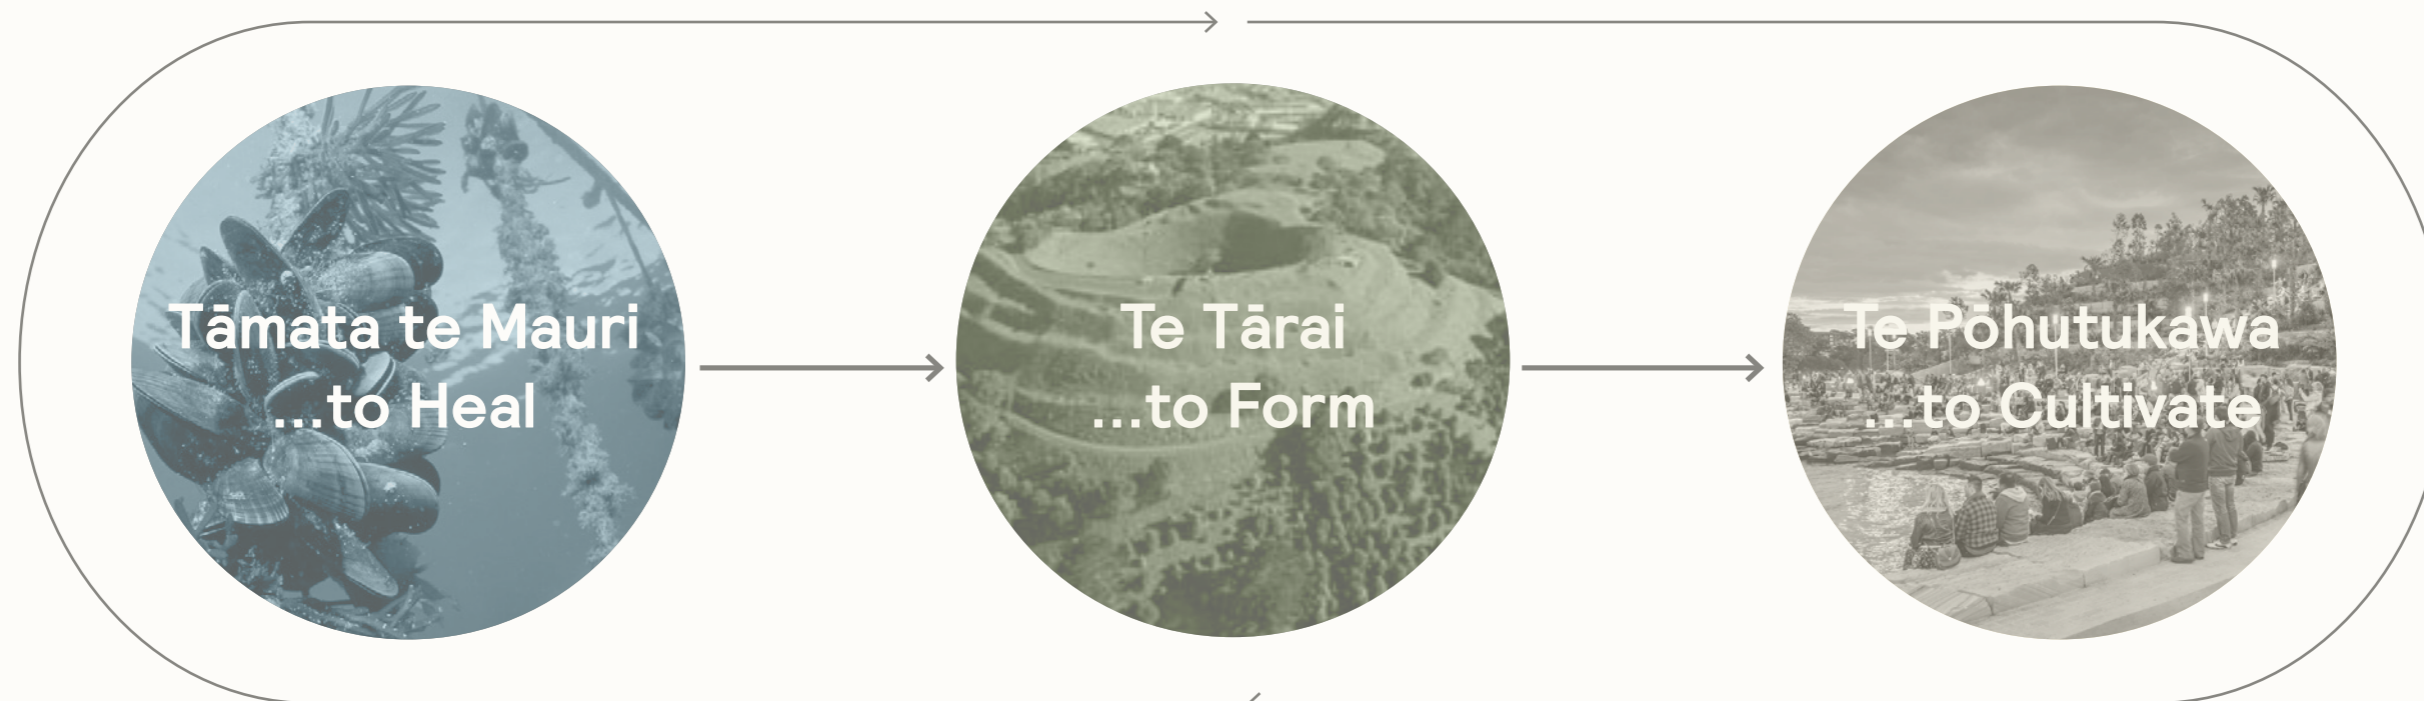 Tāmata te Mauri
...to Heal
Te Tārai
...to Form
Te Pōhutukawa
...to Cultivate